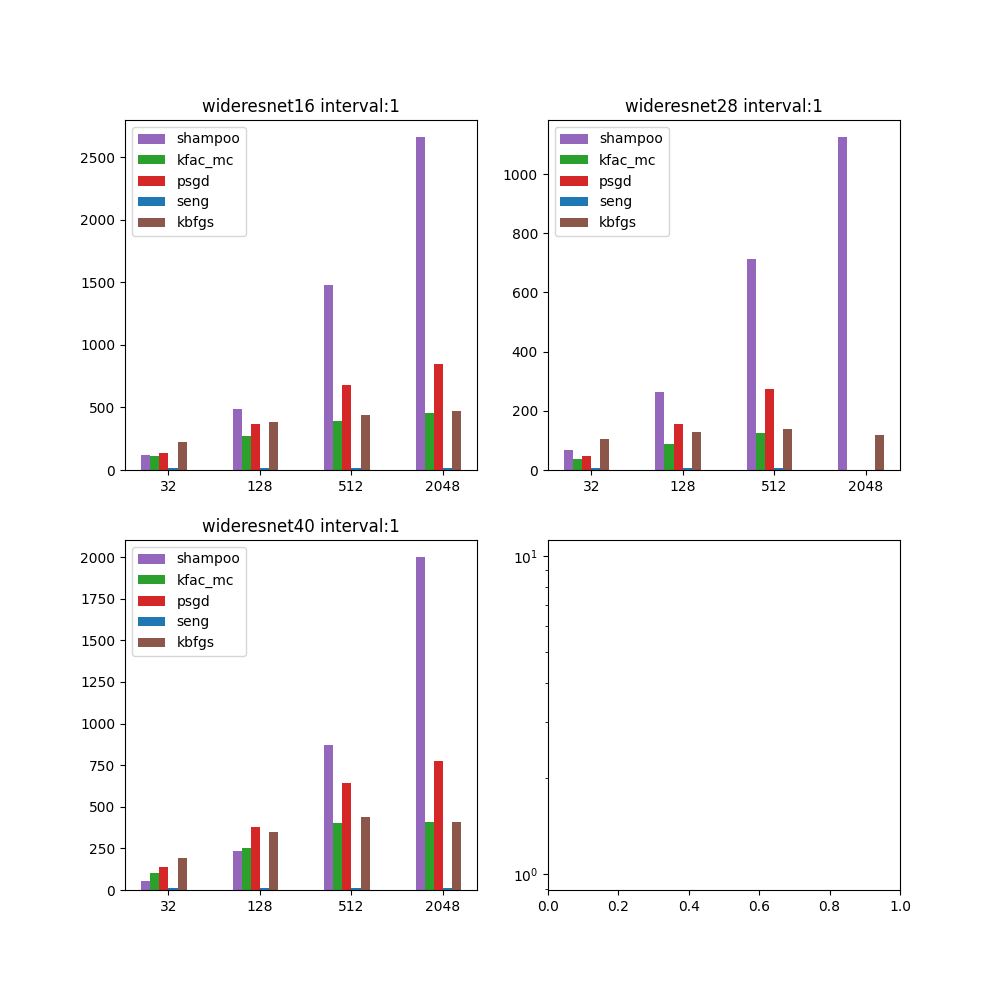 wideresnet16 interval:1
shampoo
kfac_mc
psgd
seng
kbfgs
2500
2000
1500
1000
500
0
32 128 512 2048
wideresnet28 interval:1
shampoo
kfac_mc
psgd
seng
kbfgs
1000
800
600
400
200
0
32 128 512 2048
wideresnet40 interval:1
shampoo
kfac_mc
psgd
seng
kbfgs
2000
1750
1500
1250
1000
750
500
250
0
32 128 512 2048
10¹
10⁰
0.0 0.2 0.4 0.6 0.8 1.0